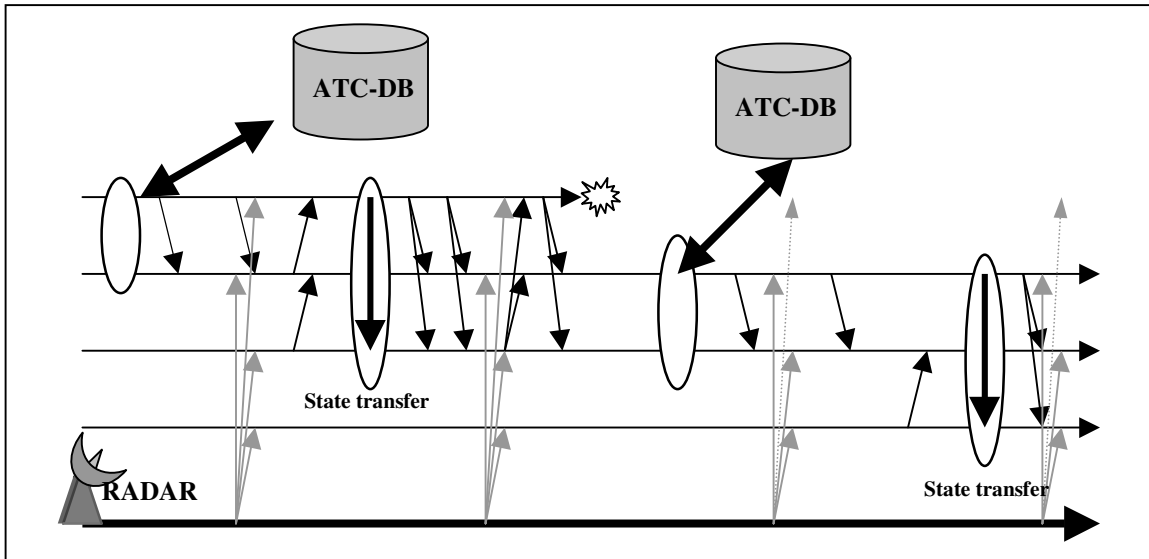 ATC-DB
ATC-DB
State transfer
RADAR
State transfer